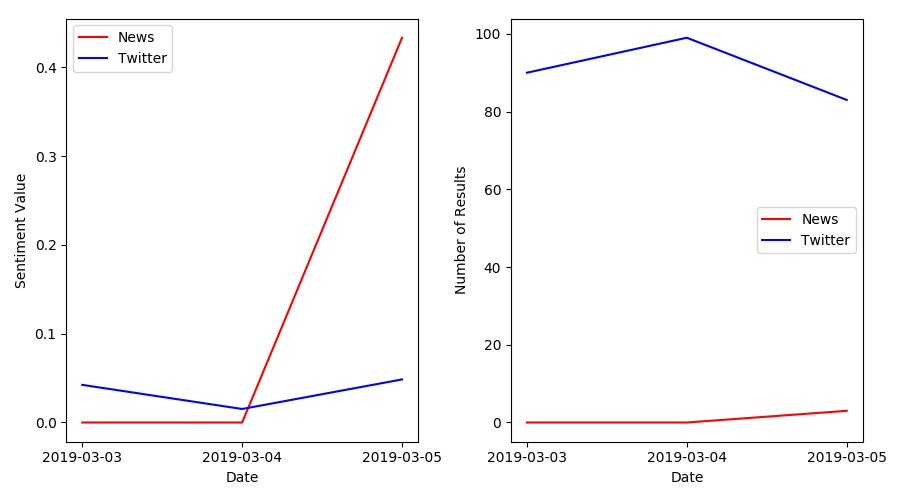 News
Twitter
0.4
0.3
0.2
0.1
0.0
Sentiment Value
2019-03-03 2019-03-04 2019-03-05
Date
100
80
60
40
20
0
Number of Results
News
Twitter
2019-03-03 2019-03-04 2019-03-05
Date